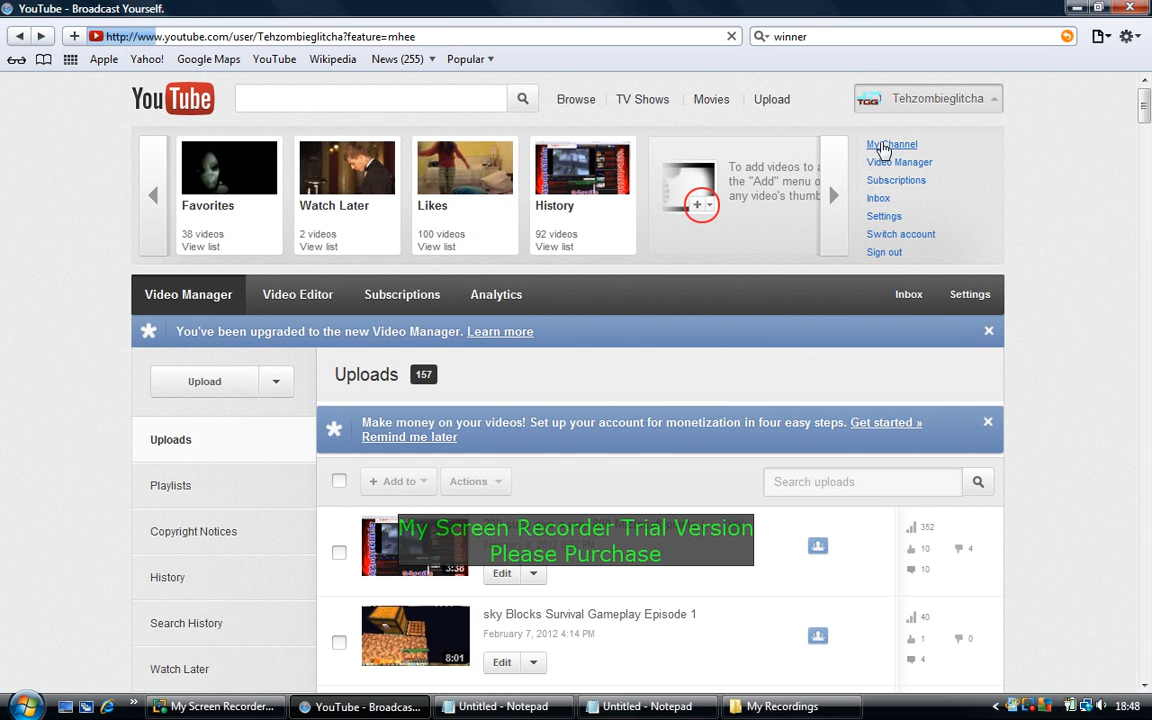 YouTube - Broadcast Yourself.
http://www.youtube.com/user/Tehzombieglitcha?feature=mhee
winner
Apple Yahoo! Google Maps YouTube Wikipedia News (255) Popular
YouTube Browse TV Shows Movies Upload Tehzombieglitcha
Favorites
38 videos
View list
Watch Later
2 videos
View list
Likes
100 videos
View list
History
92 videos
View list
To add videos to
the "Add" menu o
any video's thumb
My Channel
Video Manager
Subscriptions
Inbox
Settings
Switch account
Sign out
Video Manager Video Editor Subscriptions Analytics Inbox Settings
You've been upgraded to the new Video Manager. Learn more
Upload
Uploads 157
Make money on your videos! Set up your account for monetization in four easy steps. Get started »
Remind me later
Uploads
Playlists
Copyright Notices
History
Search History
Watch Later
+ Add to Actions Search uploads
My Screen Recorder Trial Version
Please Purchase
3:38
Edit
352
10 4
10
sky Blocks Survival Gameplay Episode 1
February 7, 2012 4:14 PM
8:01
Edit
40
1 0
4
My Screen Recorder... YouTube - Broadcas... Untitled - Notepad Untitled - Notepad My Recordings 18:48